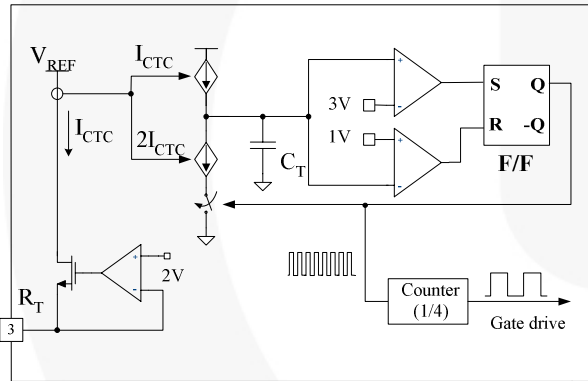 V_REF
I_CTC
I_CTC
2I_CTC
C_T
+
-
3V
1V
+
-
S Q
R -Q
F/F
+
2V
-
R_T
3
Counter
(1/4)
Gate drive